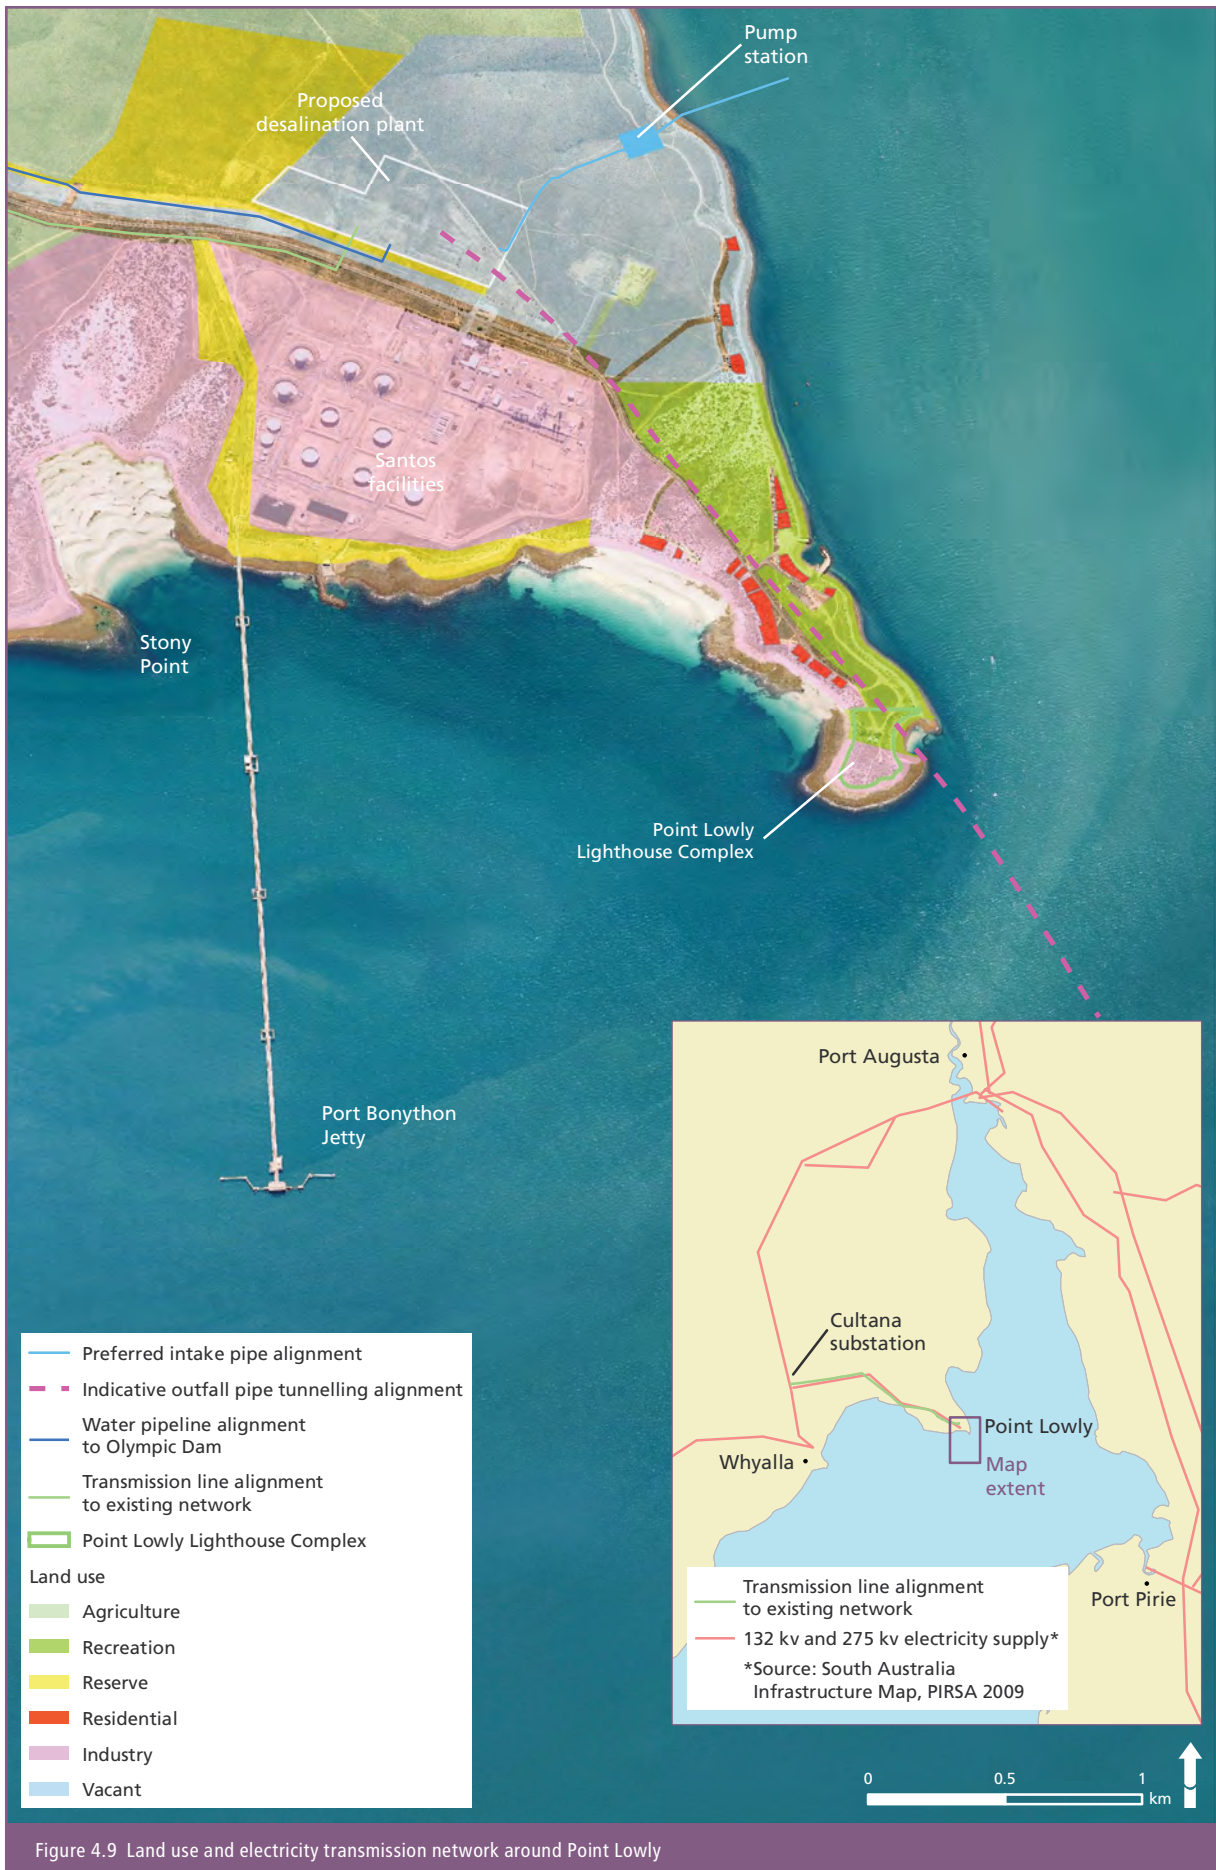 Pump
station
Proposed
desalination plant
Santos
facilities
Stony
Point
Point Lowly
Lighthouse Complex
Port Bonython
Jetty
Port Augusta
Cultana
substation
Point Lowly
Whyalla
Map
extent
Port Pirie
Transmission line alignment
to existing network
132 kv and 275 kv electricity supply*
*Source: South Australia
Infrastructure Map, PIRSA 2009
Preferred intake pipe alignment
Indicative outfall pipe tunnelling alignment
Water pipeline alignment
to Olympic Dam
Transmission line alignment
to existing network
Point Lowly Lighthouse Complex
Land use
Agriculture
Recreation
Reserve
Residential
Industry
Vacant
0 0.5 1
km
Figure 4.9 Land use and electricity transmission network around Point Lowly